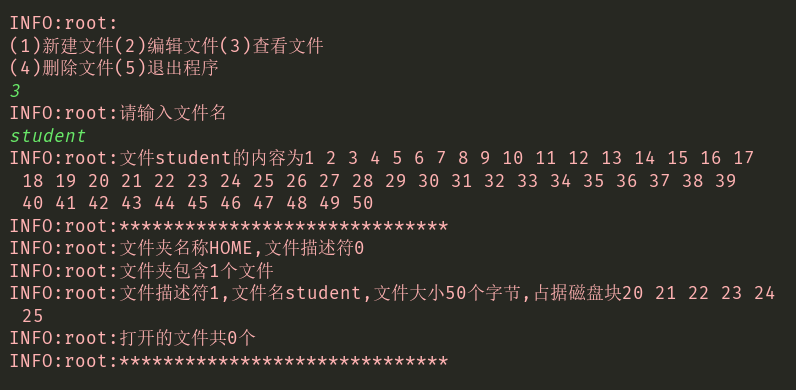 INFO:root:
(1)新建文件(2)编辑文件(3)查看文件
(4)删除文件(5)退出程序
3
INFO:root:请输入文件名
student
INFO:root:文件student的内容为1 2 3 4 5 6 7 8 9 10 11 12 13 14 15 16 17
18 19 20 21 22 23 24 25 26 27 28 29 30 31 32 33 34 35 36 37 38 39
40 41 42 43 44 45 46 47 48 49 50
INFO:root:******************************
INFO:root:文件夹名称HOME,文件描述符0
INFO:root:文件夹包含1个文件
INFO:root:文件描述符1,文件名student,文件大小50个字节,占据磁盘块20 21 22 23 24
25
INFO:root:打开的文件共0个
INFO:root:******************************